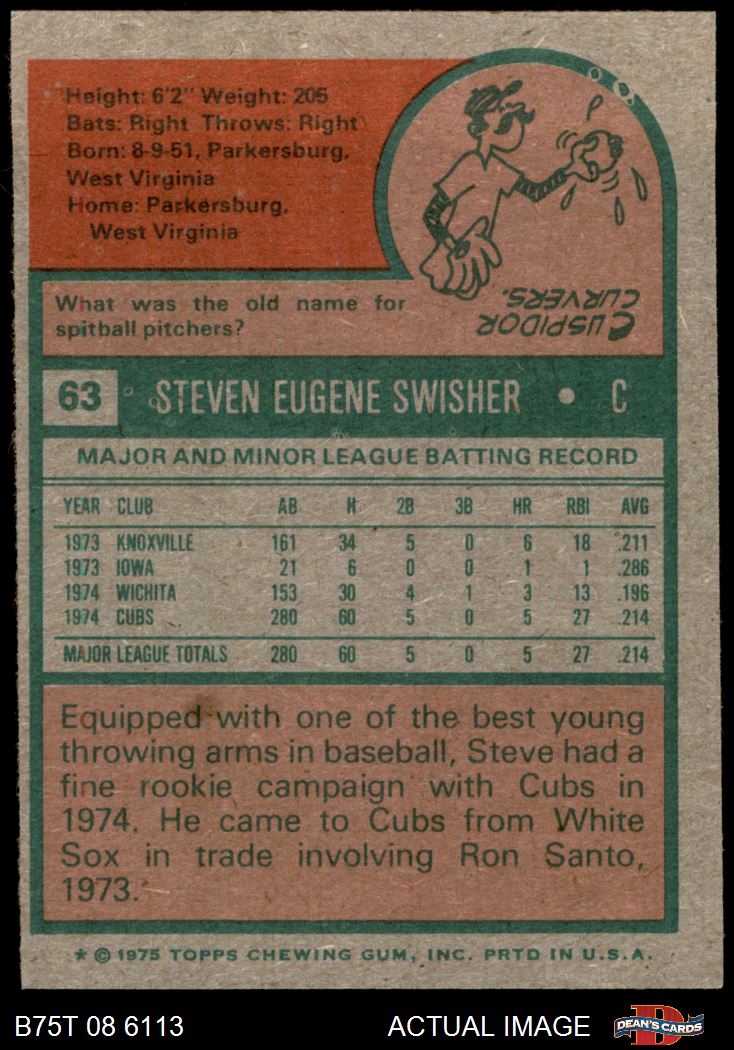 Height: 6'2" Weight: 205
Bats: Right Throws: Right
Born: 8-9-51, Parkersburg,
West Virginia
Home: Parkersburg,
West Virginia
What was the old name for
spitball pitchers?
CUSPIDOR
CURVERS.
63 STEVEN EUGENE SWISHER • C
MAJOR AND MINOR LEAGUE BATTING RECORD
YEAR CLUB AB H 2B 3B HR RBI AVG
1973 KNOXVILLE 161 34 5 0 6 18 .211
1973 IOWA 21 6 0 0 1 1 .286
1974 WICHITA 153 30 4 1 3 13 .196
1974 CUBS 280 60 5 0 5 27 .214
MAJOR LEAGUE TOTALS 280 60 5 0 5 27 .214
Equipped with one of the best young
throwing arms in baseball, Steve had a
fine rookie campaign with Cubs in
1974. He came to Cubs from White
Sox in trade involving Ron Santo,
1973.
* © 1975 TOPPS CHEWING GUM, INC. PRTD IN U.S.A.
B75T 08 6113 ACTUAL IMAGE
D
DEAN'S CARDS